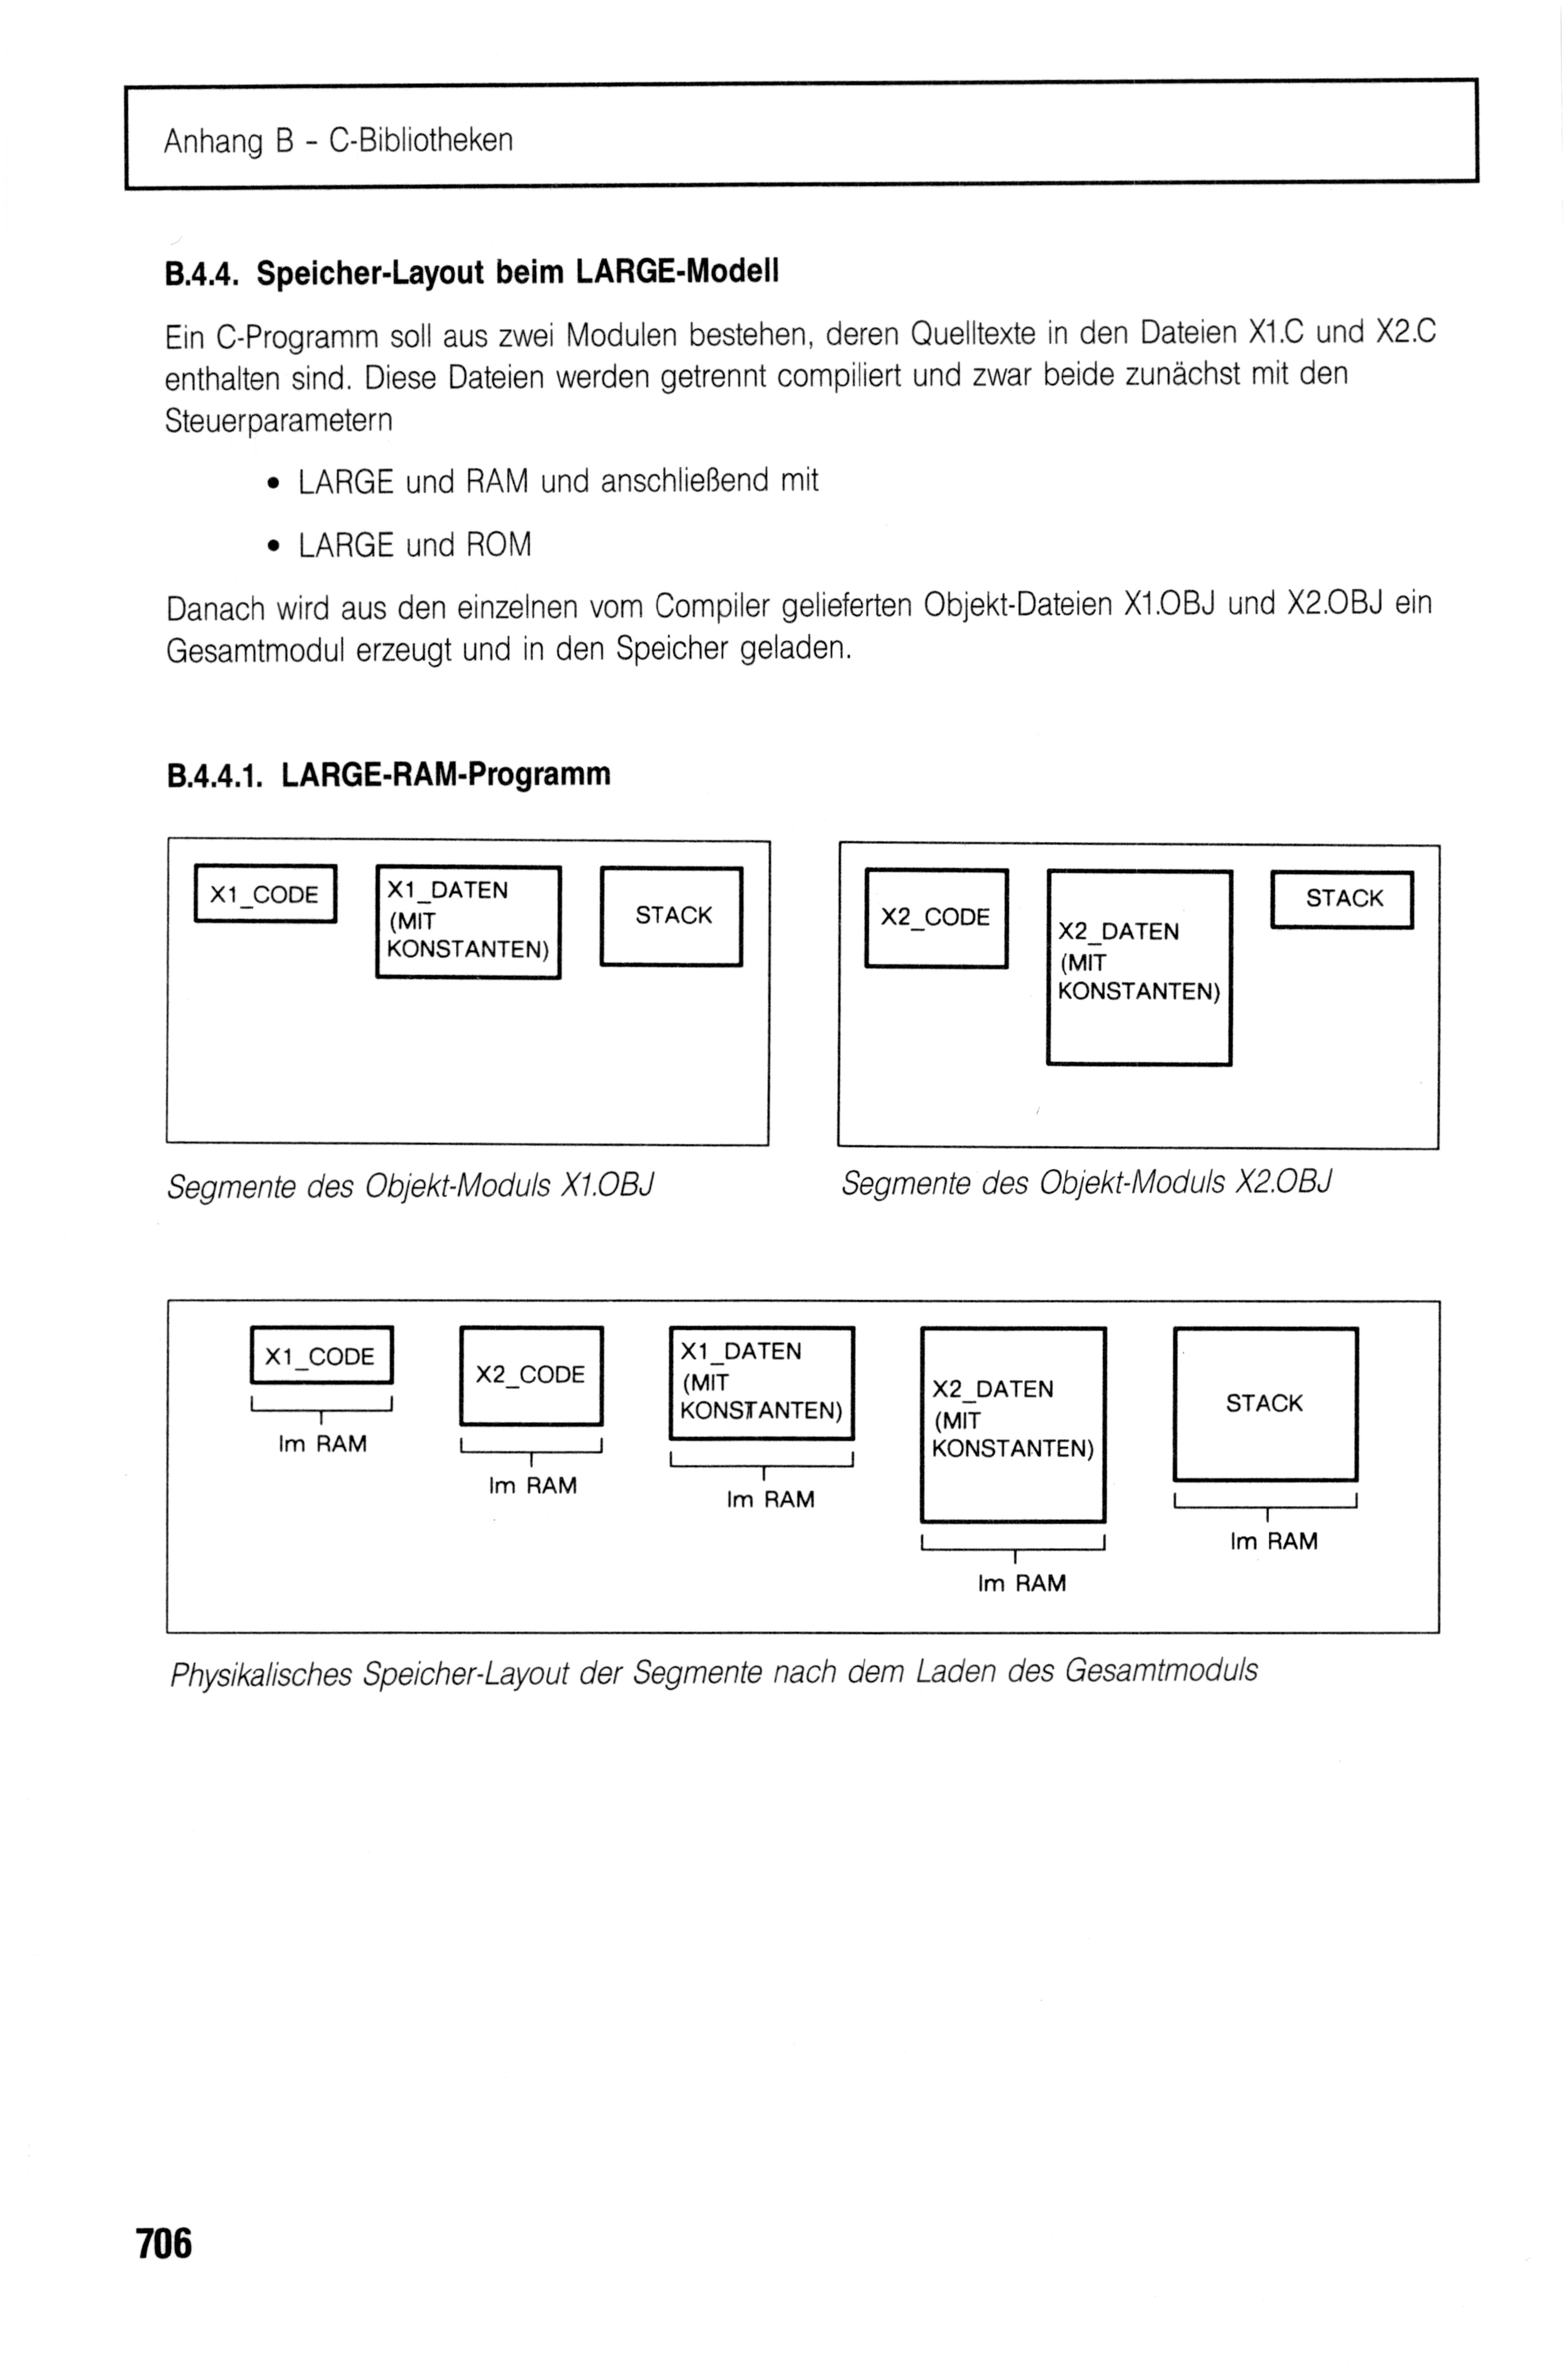 Anhang B - C-Bibliotheken
B.4.4. Speicher-Layout beim LARGE-Modell
Ein C-Programm soll aus zwei Modulen bestehen, deren Quelltexte in den Dateien X1.C und X2.C
enthalten sind. Diese Dateien werden getrennt compiliert und zwar beide zunächst mit den
Steuerparametern
• LARGE und RAM und anschließend mit
• LARGE und ROM
Danach wird aus den einzelnen vom Compiler gelieferten Objekt-Dateien X1.OBJ und X2.OBJ ein
Gesamtmodul erzeugt und in den Speicher geladen.
B.4.4.1. LARGE-RAM-Programm
X1_CODE
X1_DATEN
(MIT
KONSTANTEN)
STACK
X2_CODE
X2_DATEN
(MIT
KONSTANTEN)
STACK
Segmente des Objekt-Moduls X1.OBJ
Segmente des Objekt-Moduls X2.OBJ
X1_CODE
Im RAM
X2_CODE
Im RAM
X1_DATEN
(MIT
KONSTANTEN)
Im RAM
X2_DATEN
(MIT
KONSTANTEN)
Im RAM
STACK
Im RAM
Physikalisches Speicher-Layout der Segmente nach dem Laden des Gesamtmoduls
706